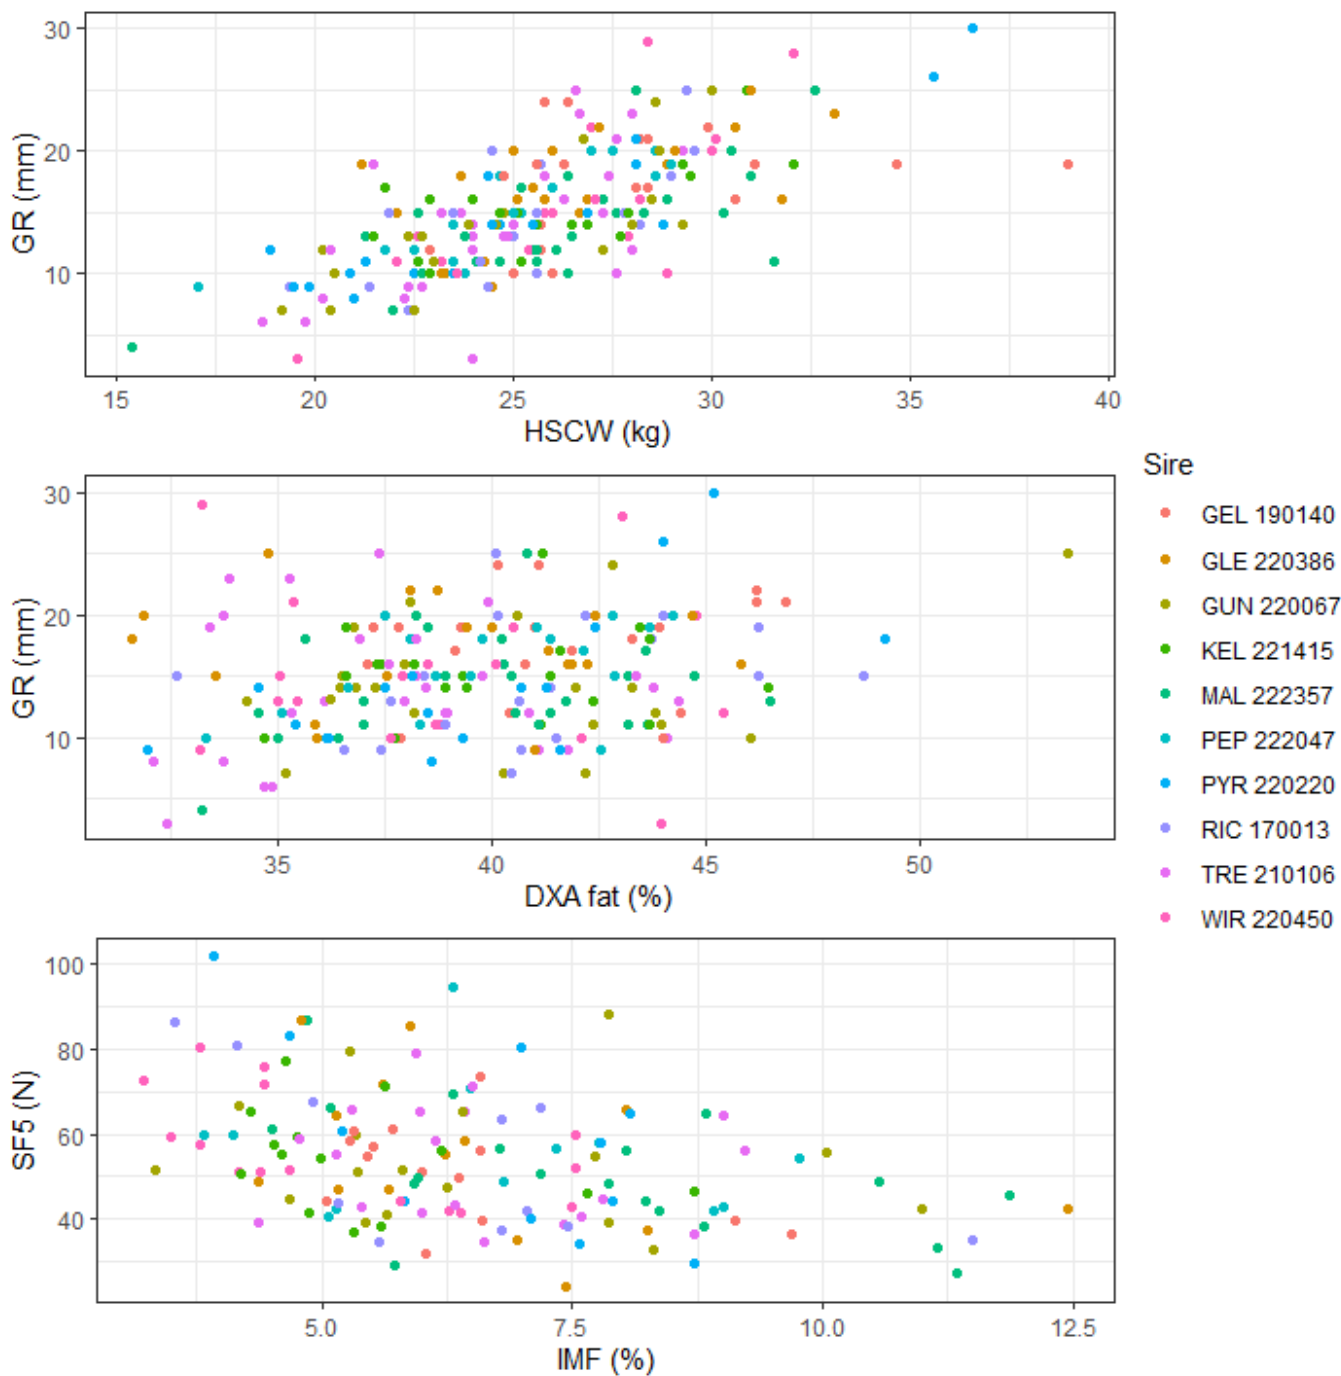 30
20
10
GR (mm)
15 20 25 30 35 40
HSCW (kg)
30
20
10
GR (mm)
35 40 45 50
DXA fat (%)
100
80
60
40
SF5 (N)
5.0 7.5 10.0 12.5
IMF (%)
Sire
GEL 190140
GLE 220386
GUN 220067
KEL 221415
MAL 222357
PEP 222047
PYR 220220
RIC 170013
TRE 210106
WIR 220450